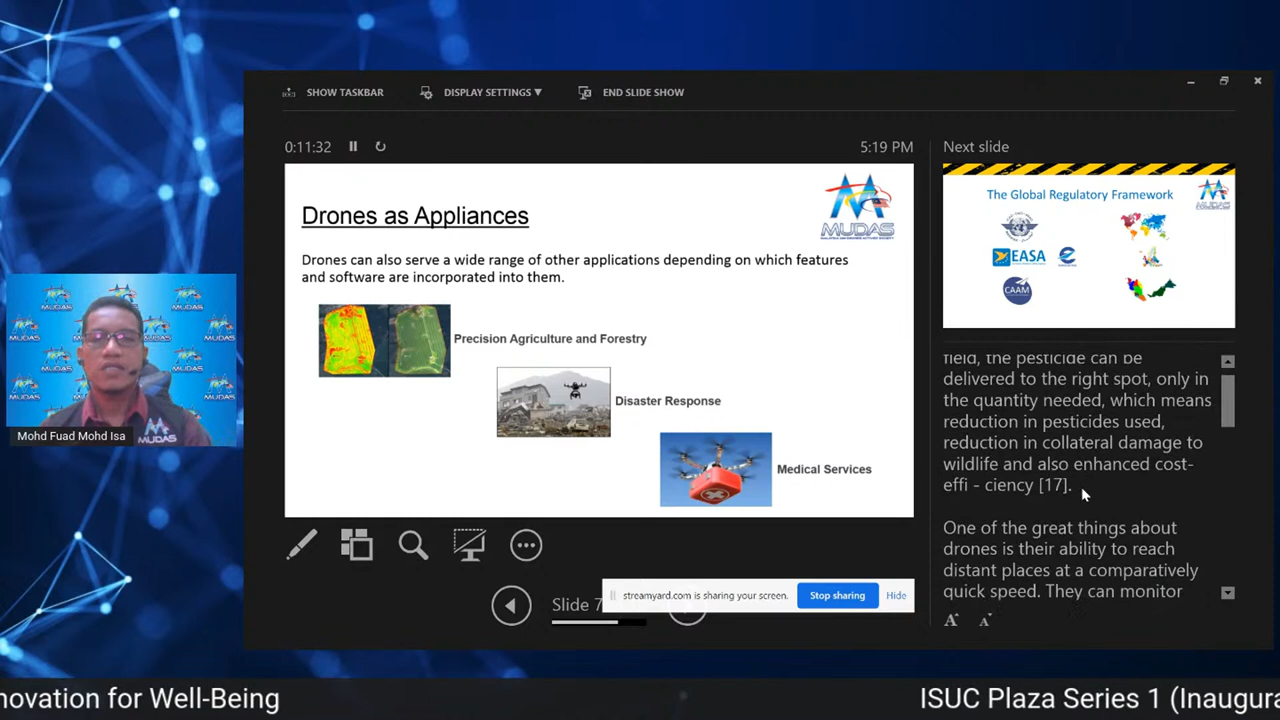 SHOW TASKBAR
DISPLAY SETTINGS ▼
END SLIDE SHOW
0:11:32
5:19 PM
Drones as Appliances
MUDAS
Drones can also serve a wide range of other applications depending on which features
and software are incorporated into them.
Precision Agriculture and Forestry
Disaster Response
Medical Services
Slide 7
streamyard.com is sharing your screen.
Stop sharing
Hide
Next slide
The Global Regulatory Framework
EASA
CAAM
field, the pesticide can be
delivered to the right spot, only in
the quantity needed, which means
reduction in pesticides used,
reduction in collateral damage to
wildlife and also enhanced cost-
effi - ciency [17].
One of the great things about
drones is their ability to reach
distant places at a comparatively
quick speed. They can monitor
A
A
MUDAS
MUDAS
Mohd Fuad Mohd Isa
MUDAS
novation for Well-Being
ISUC Plaza Series 1 (Inaugura